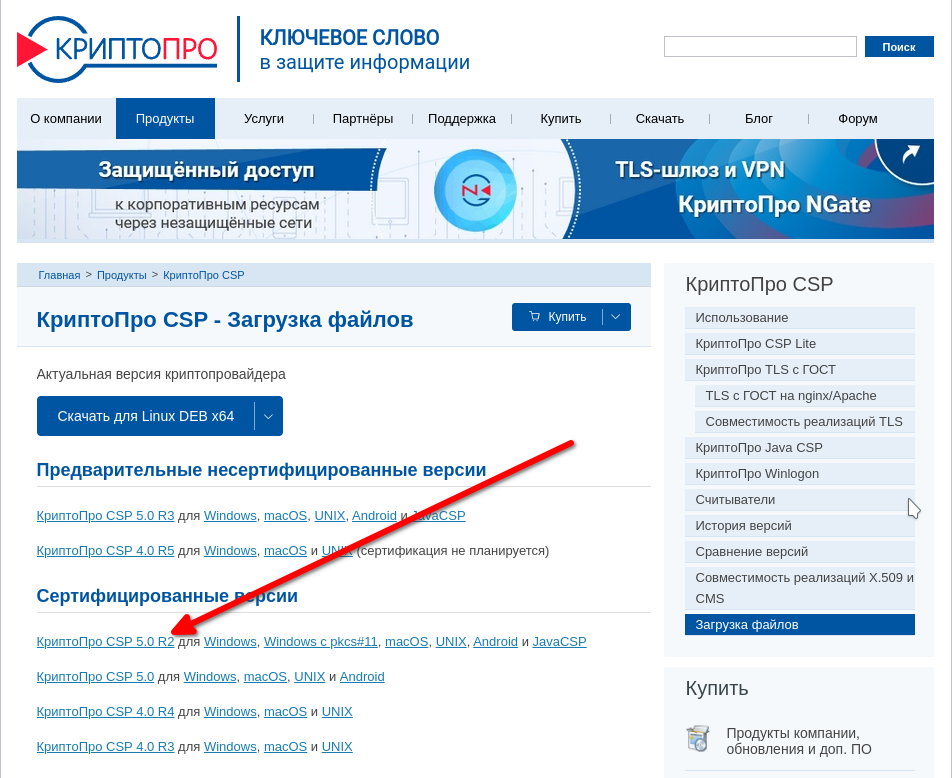 КРИПТОПРО
КЛЮЧЕВОЕ СЛОВО
в защите информации
Поиск
О компании
Продукты
Услуги
Партнёры
Поддержка
Купить
Скачать
Блог
Форум
Защищённый доступ
к корпоративным ресурсам
через незащищённые сети
TLS-шлюз и VPN
КриптоПро NGate
Главная > Продукты > КриптоПро CSP
КриптоПро CSP - Загрузка файлов
Купить
Актуальная версия криптопровайдера
Скачать для Linux DEB x64
Предварительные несертифицированные версии
КриптоПро CSP 5.0 R3 для Windows, macOS, UNIX, Android и JavaCSP
КриптоПро CSP 4.0 R5 для Windows, macOS и UNIX (сертификация не планируется)
Сертифицированные версии
КриптоПро CSP 5.0 R2 для Windows, Windows с pkcs#11, macOS, UNIX, Android и JavaCSP
КриптоПро CSP 5.0 для Windows, macOS, UNIX и Android
КриптоПро CSP 4.0 R4 для Windows, macOS и UNIX
КриптоПро CSP 4.0 R3 для Windows, macOS и UNIX
КриптоПро CSP
Использование
КриптоПро CSP Lite
КриптоПро TLS с ГОСТ
TLS с ГОСТ на nginx/Apache
Совместимость реализаций TLS
КриптоПро Java CSP
КриптоПро Winlogon
Считыватели
История версий
Сравнение версий
Совместимость реализаций X.509 и
CMS
Загрузка файлов
Купить
Продукты компании,
обновления и доп. ПО